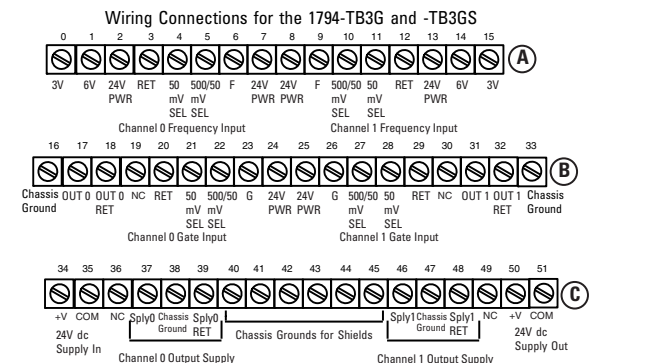 Wiring Connections for the 1794-TB3G and -TB3GS
0 1 2 3 4 5 6 7 8 9 10 11 12 13 14 15
A
3V 6V 24V RET 50 500/50 F 24V 24V F 500/50 50 RET 24V 6V 3V
PWR mV mV PWR PWR mV mV PWR
SEL SEL SEL SEL
Channel 0 Frequency Input Channel 1 Frequency Input
16 17 18 19 20 21 22 23 24 25 26 27 28 29 30 31 32 33
B
Chassis OUT 0 OUT 0 NC RET 50 500/50 G 24V 24V G 500/50 50 RET NC OUT 1 OUT 1 Chassis
Ground RET mV mV PWR PWR mV mV RET Ground
SEL SEL SEL SEL
Channel 0 Gate Input Channel 1 Gate Input
34 35 36 37 38 39 40 41 42 43 44 45 46 47 48 49 50 51
C
+V COM NC Sply0 Chassis Sply0 Sply1 Chassis Sply1 NC +V COM
24V dc Ground RET Chassis Grounds for Shields Ground RET 24V dc
Supply In Supply Out
Channel 0 Output Supply Channel 1 Output Supply